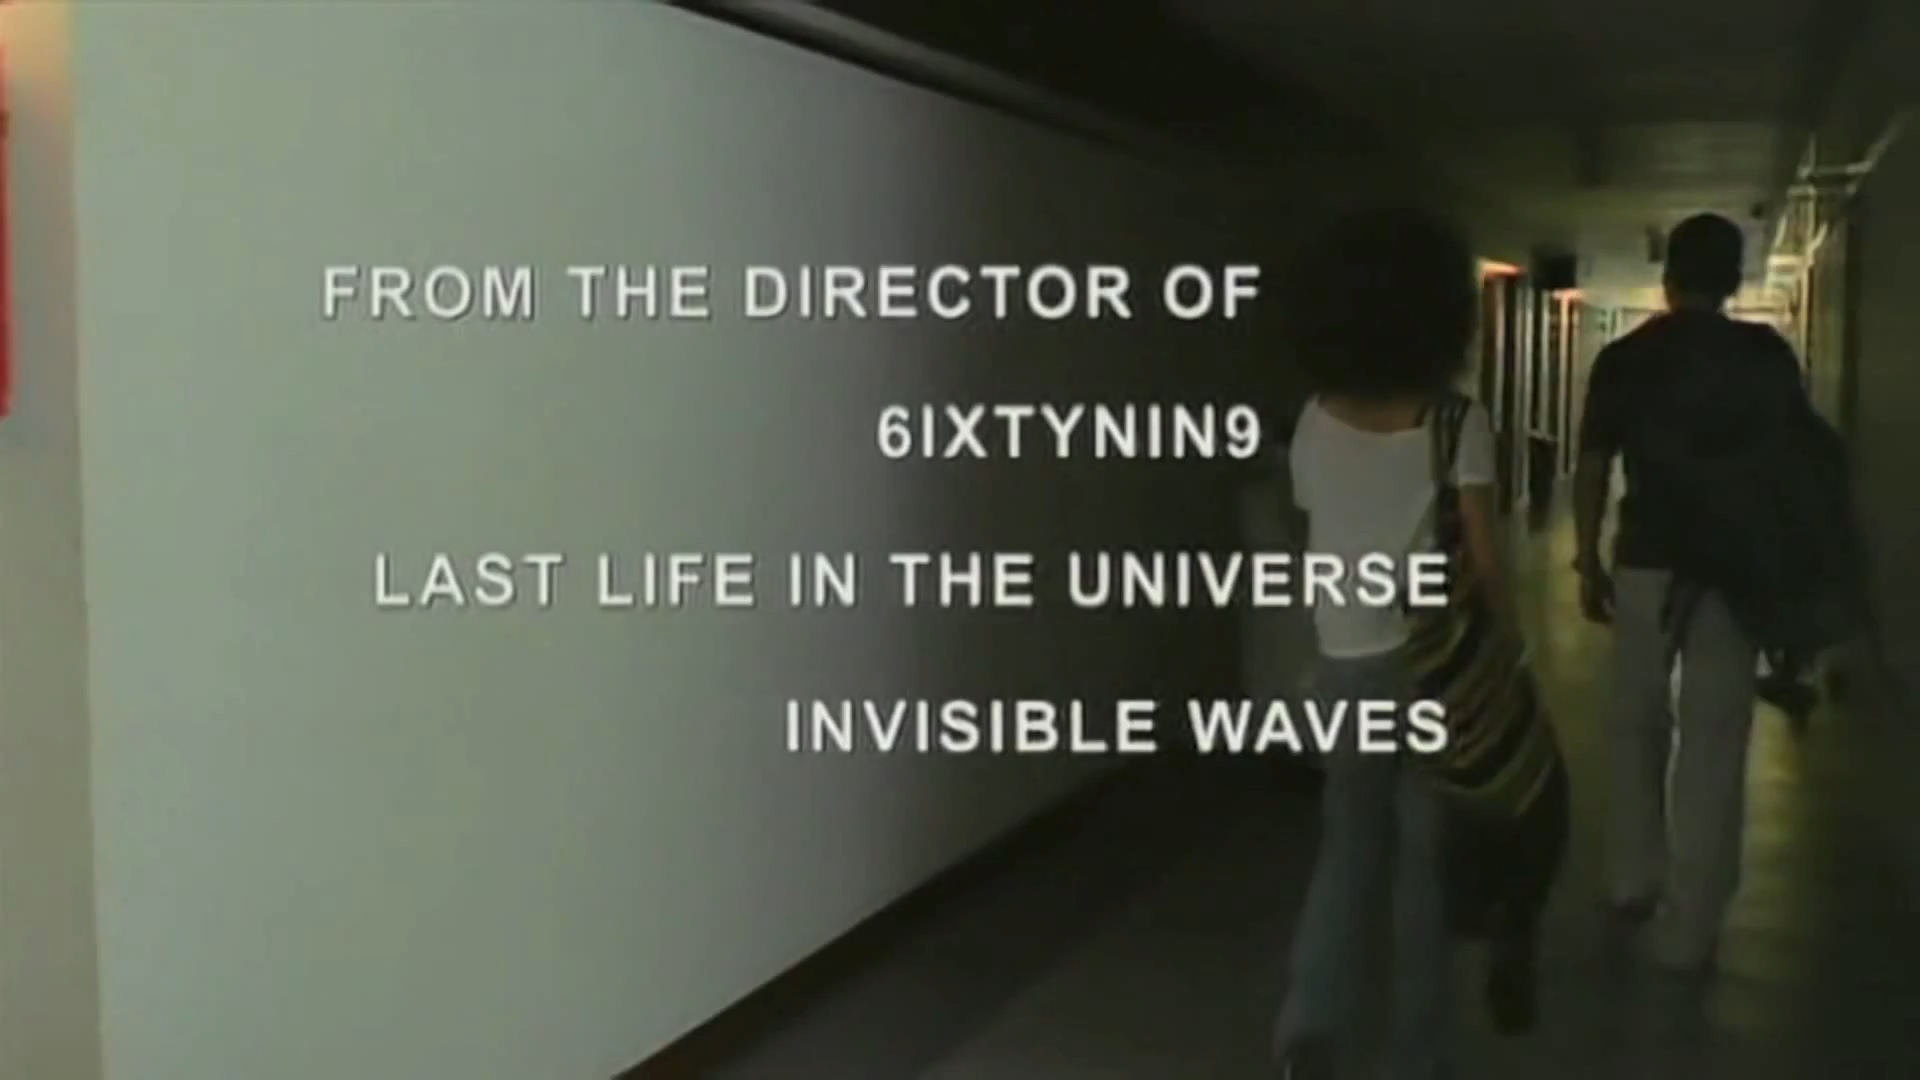 FROM THE DIRECTOR OF
6IXTYNIN9
LAST LIFE IN THE UNIVERSE
INVISIBLE WAVES